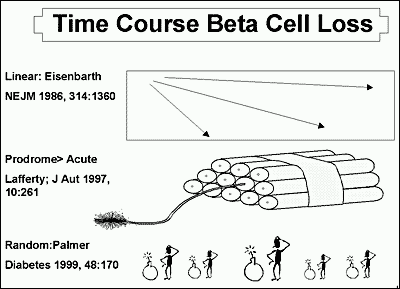 Time Course Beta Cell Loss
Linear: Eisenbarth
NEJM 1986, 314:1360
Prodrome> Acute
Lafferty; J Aut 1997,
10:261
Random:Palmer
Diabetes 1999, 48:170